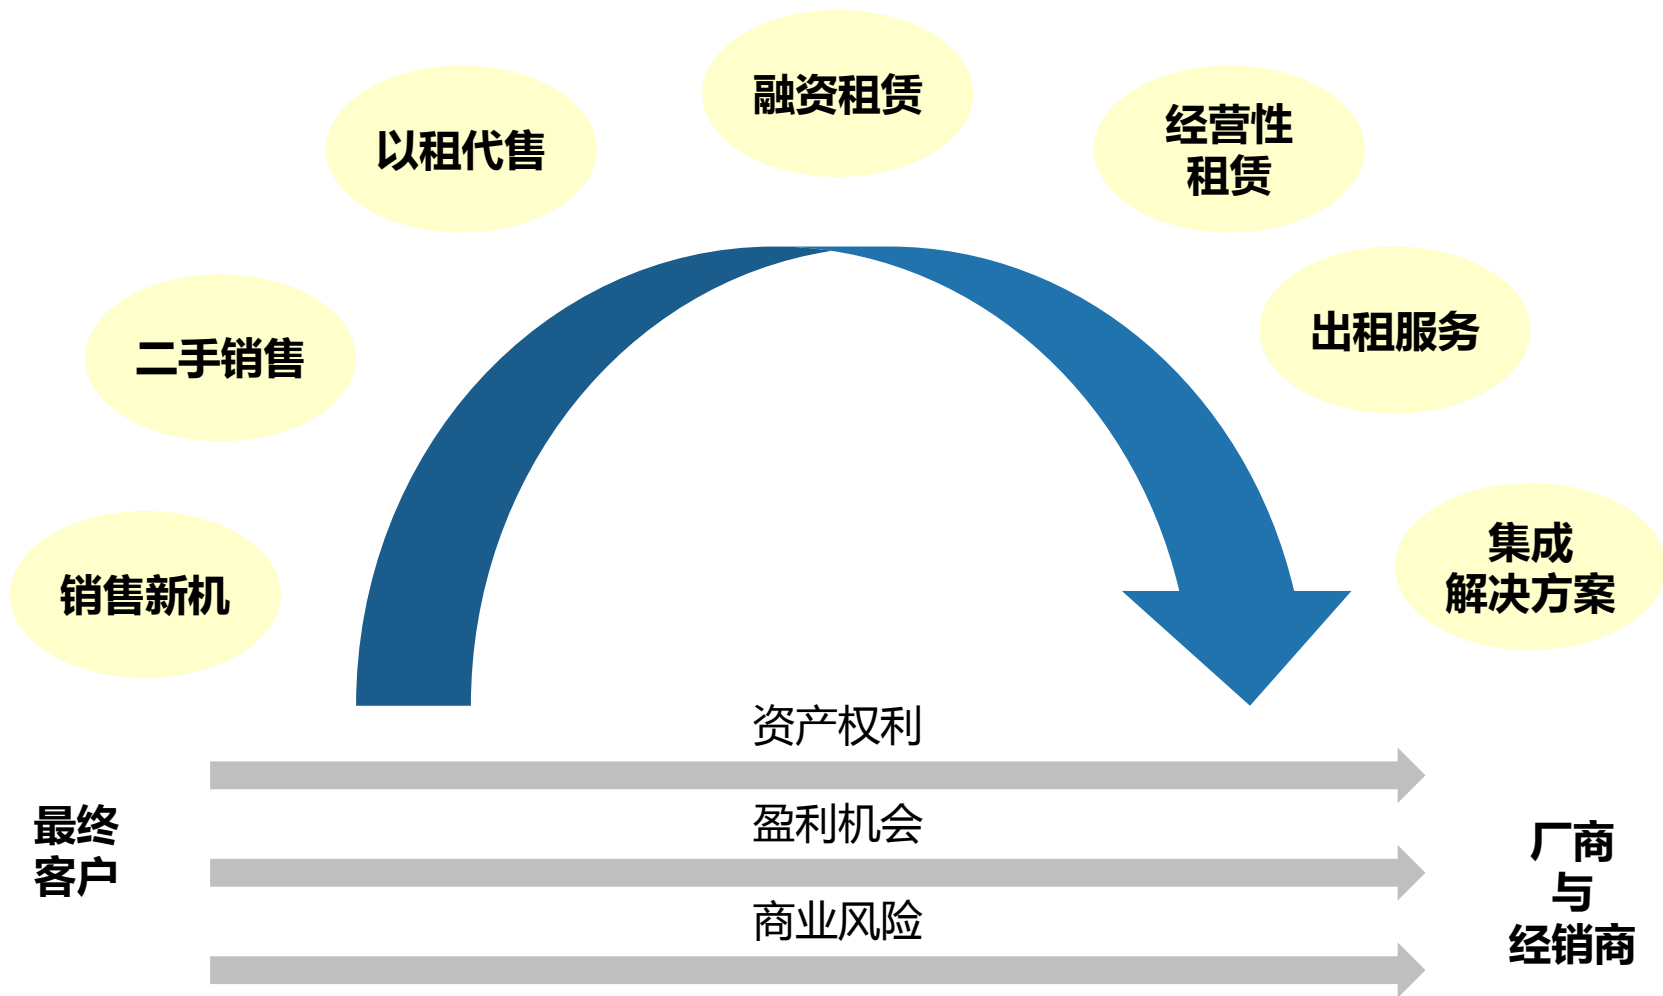 融资租赁
以租代售
经营性
租赁
二手销售
出租服务
销售新机
集成
解决方案
资产权利
盈利机会
商业风险
最终
客户
厂商
与
经销商